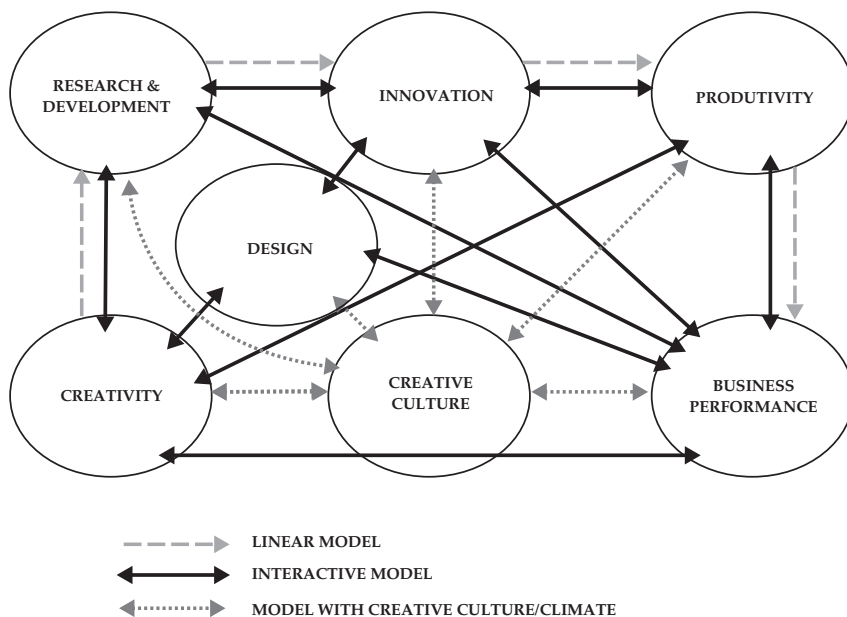 RESEARCH &
DEVELOPMENT
INNOVATION
PRODUTIVITY
DESIGN
CREATIVITY
CREATIVE
CULTURE
BUSINESS
PERFORMANCE
LINEAR MODEL
INTERACTIVE MODEL
MODEL WITH CREATIVE CULTURE/CLIMATE